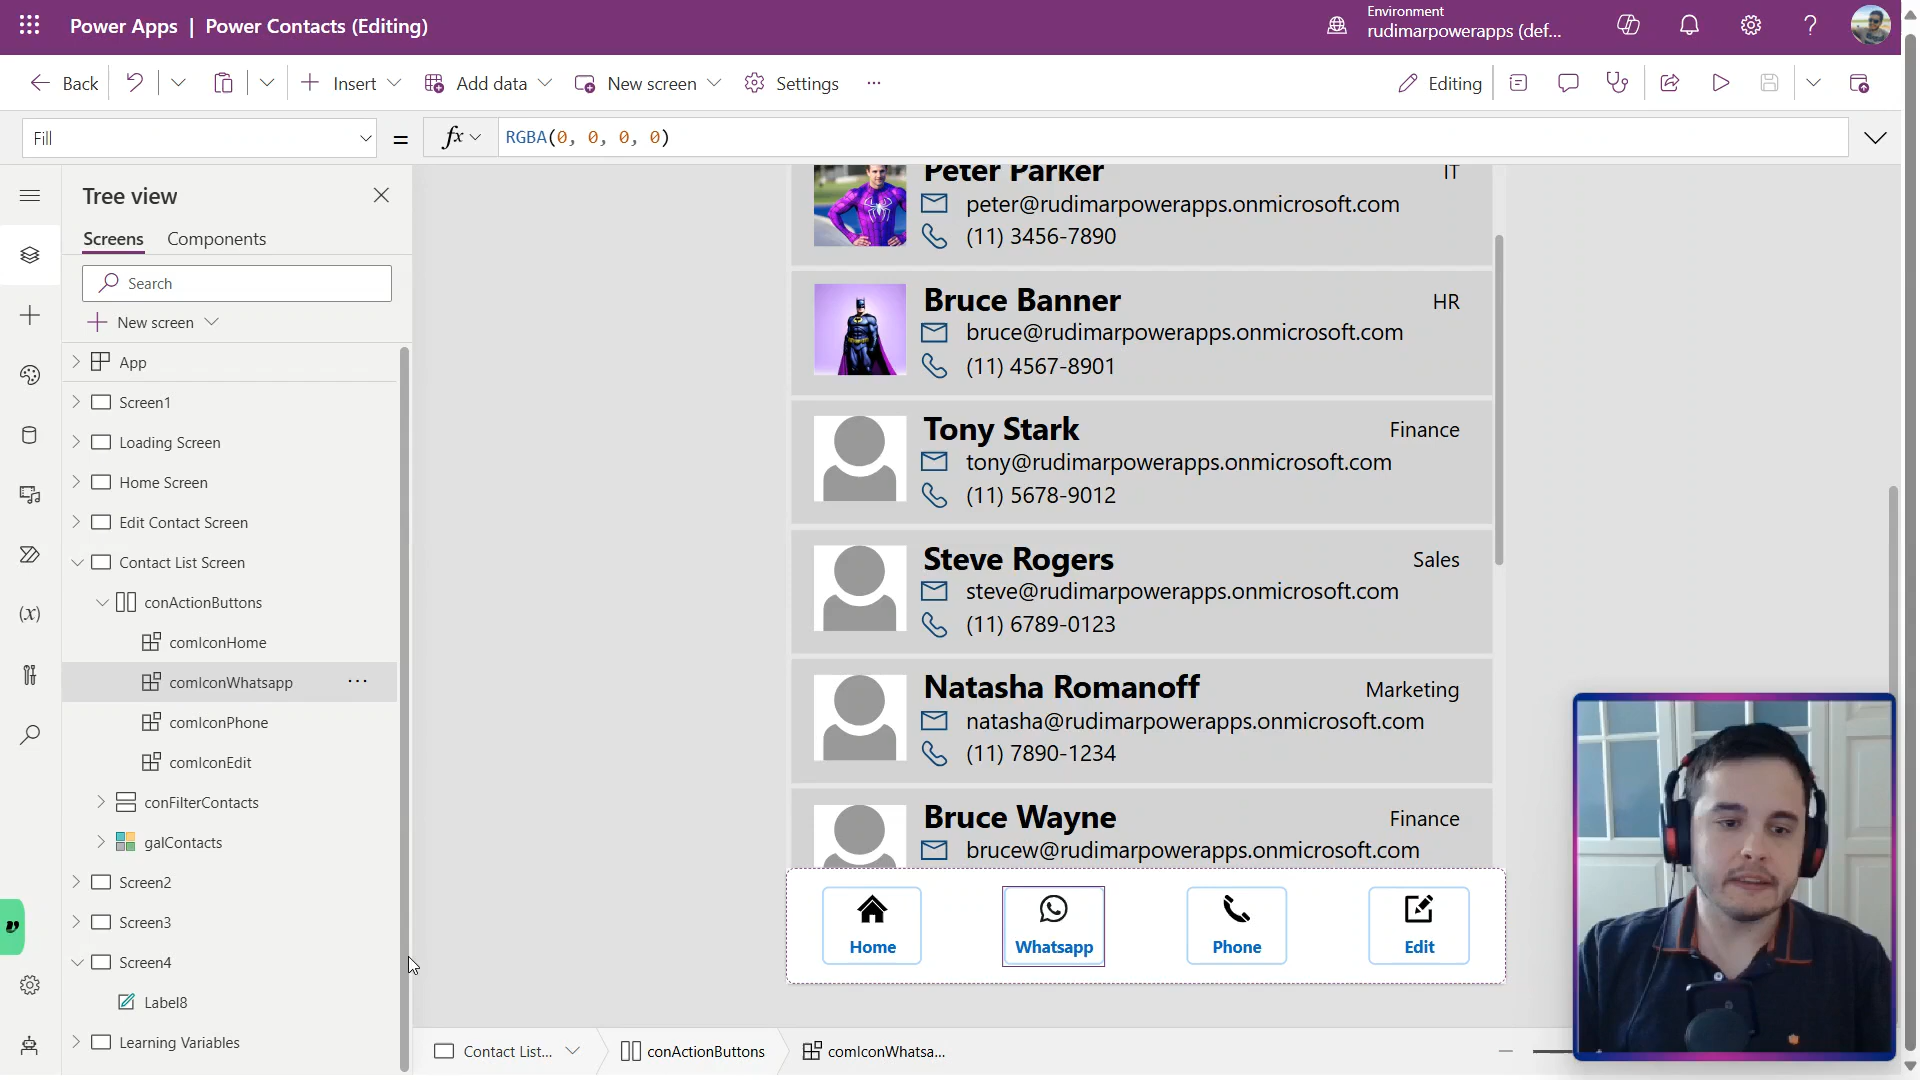 Power Apps | Power Contacts (Editing)
Environment
rudimarpowerapps (def...
Back
Insert
Add data
New screen
Settings
...
Editing
Fill
=
fx
RGBA(0, 0, 0, 0)
Tree view
Screens
Components
Search
New screen
App
Screen1
Loading Screen
Home Screen
Edit Contact Screen
Contact List Screen
conActionButtons
comIconHome
comIconWhatsapp
...
comIconPhone
comIconEdit
conFilterContacts
galContacts
Screen2
Screen3
Screen4
Label8
Learning Variables
(x)
Peter Parker
IT
peter@rudimarpowerapps.onmicrosoft.com
(11) 3456-7890
Bruce Banner
HR
bruce@rudimarpowerapps.onmicrosoft.com
(11) 4567-8901
Tony Stark
Finance
tony@rudimarpowerapps.onmicrosoft.com
(11) 5678-9012
Steve Rogers
Sales
steve@rudimarpowerapps.onmicrosoft.com
(11) 6789-0123
Natasha Romanoff
Marketing
natasha@rudimarpowerapps.onmicrosoft.com
(11) 7890-1234
Bruce Wayne
Finance
brucew@rudimarpowerapps.onmicrosoft.com
Home
Whatsapp
Phone
Edit
Contact List...
conActionButtons
comIconWhatsa...